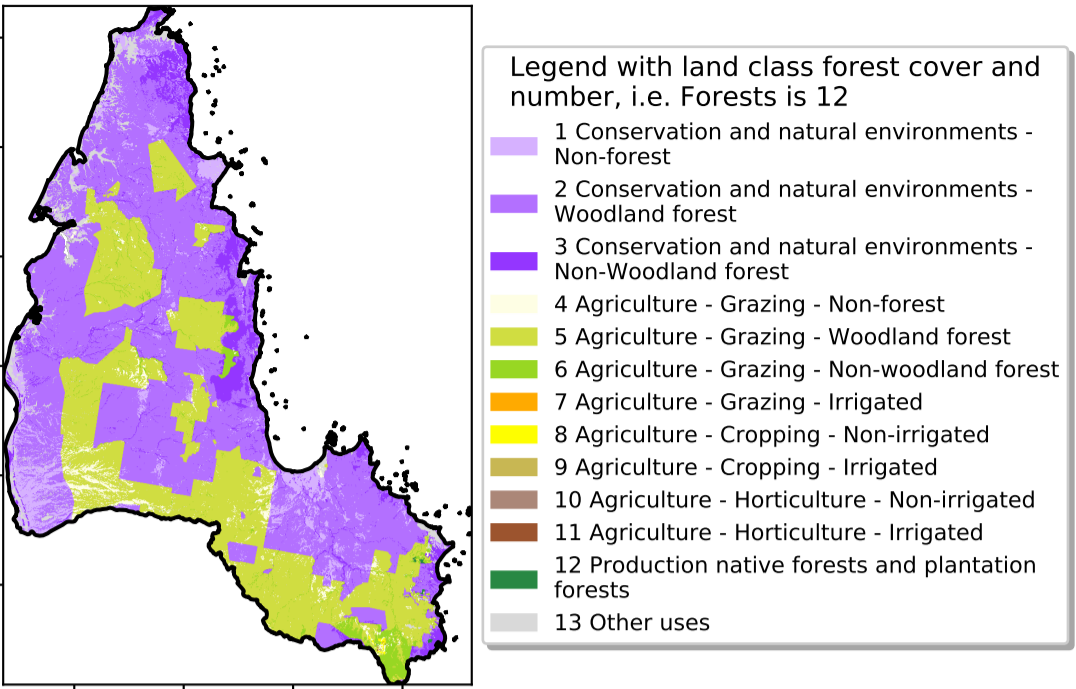 Legend with land class forest cover and
number, i.e. Forests is 12
1 Conservation and natural environments -
Non-forest
2 Conservation and natural environments -
Woodland forest
3 Conservation and natural environments -
Non-Woodland forest
4 Agriculture - Grazing - Non-forest
5 Agriculture - Grazing - Woodland forest
6 Agriculture - Grazing - Non-woodland forest
7 Agriculture - Grazing - Irrigated
8 Agriculture - Cropping - Non-irrigated
9 Agriculture - Cropping - Irrigated
10 Agriculture - Horticulture - Non-irrigated
11 Agriculture - Horticulture - Irrigated
12 Production native forests and plantation
forests
13 Other uses